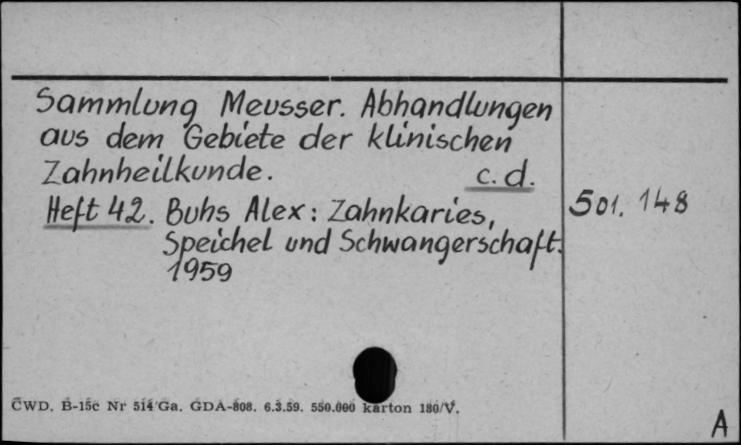 Sammlung Meusser. Abhandlungen
aus dem Gebiete der klinischen
Zahnheilkunde. c.d.
Heft 42. Buhs Alex: Zahnkaries, 501.148
Speichel und Schwangerschaft.
1959
CWD. B-15c Nr 514/Ga. GDA-808. 6.3.59. 550.000 karton 180/V.
A